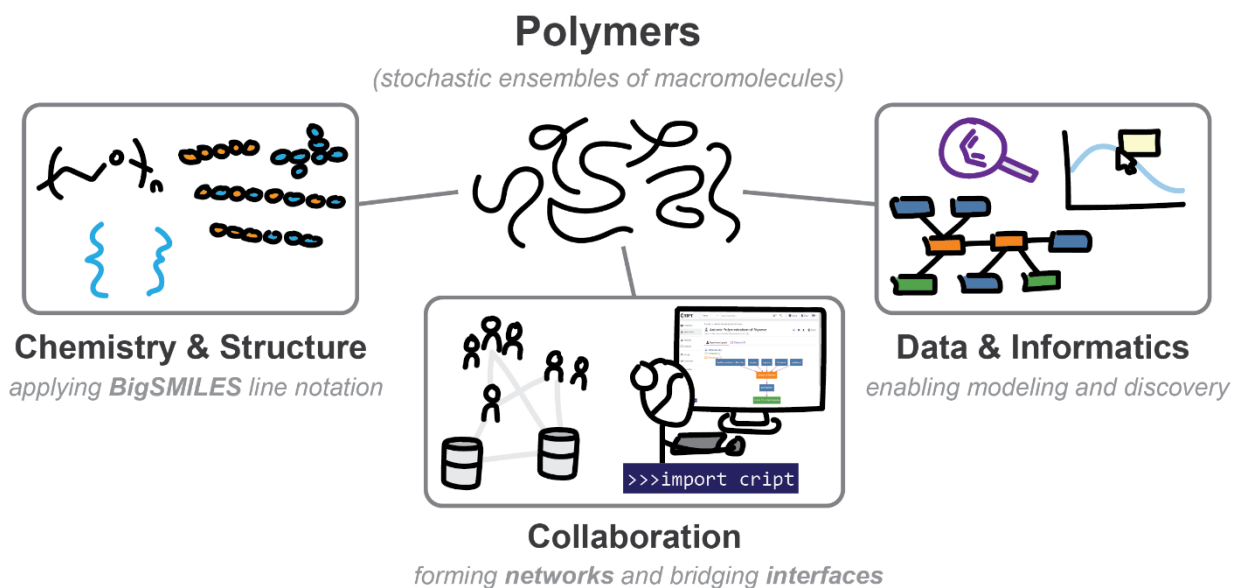 Polymers
(stochastic ensembles of macromolecules)
o
n
Chemistry & Structure
applying BigSMILES line notation
CRIPT
>>>import cript
Data & Informatics
enabling modeling and discovery
Collaboration
forming networks and bridging interfaces